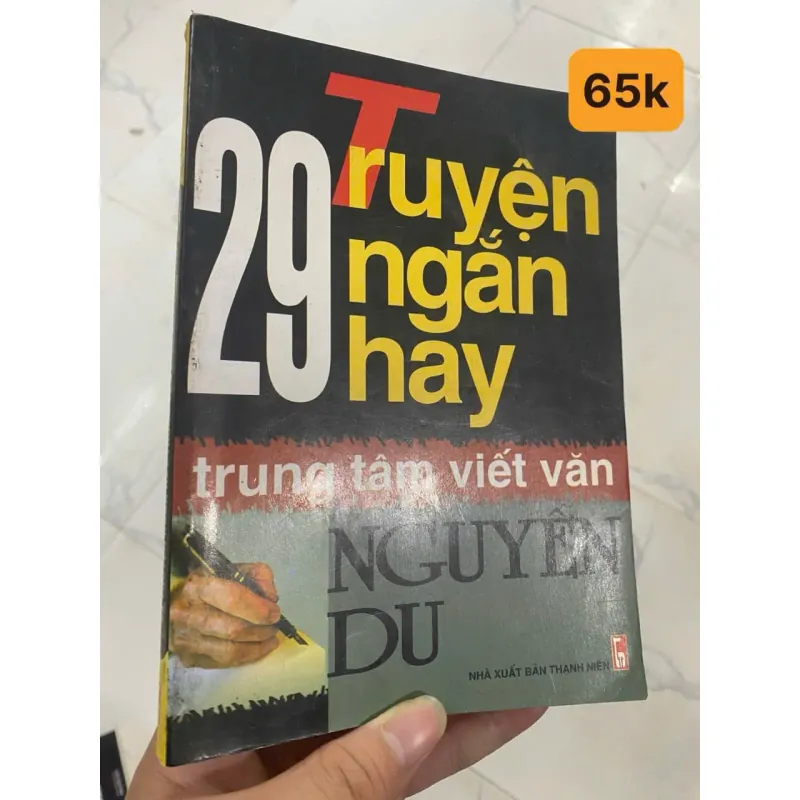 65k
29 Truyện
ngắn
hay
trung tâm viết văn
NGUYỄN
DU
NHÀ XUẤT BẢN THANH NIÊN